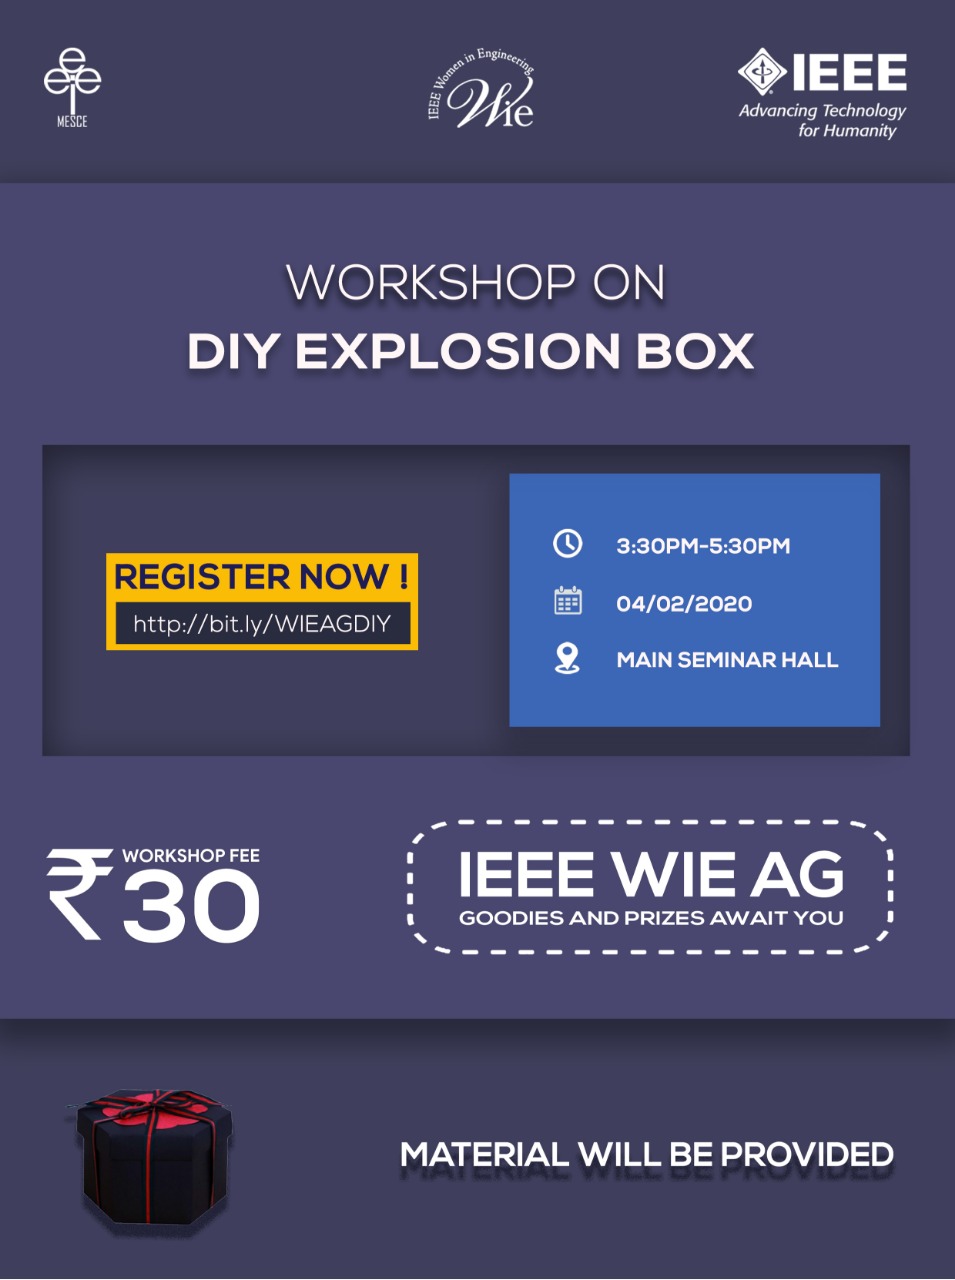 eee
MESCE
IEEE Women in Engineering
Wie
IEEE
Advancing Technology
for Humanity
WORKSHOP ON
DIY EXPLOSION BOX
REGISTER NOW !
http://bit.ly/WIEAGDIY
3:30PM-5:30PM
04/02/2020
MAIN SEMINAR HALL
₹ WORKSHOP FEE
30
IEEE WIE AG
GOODIES AND PRIZES AWAIT YOU
MATERIAL WILL BE PROVIDED